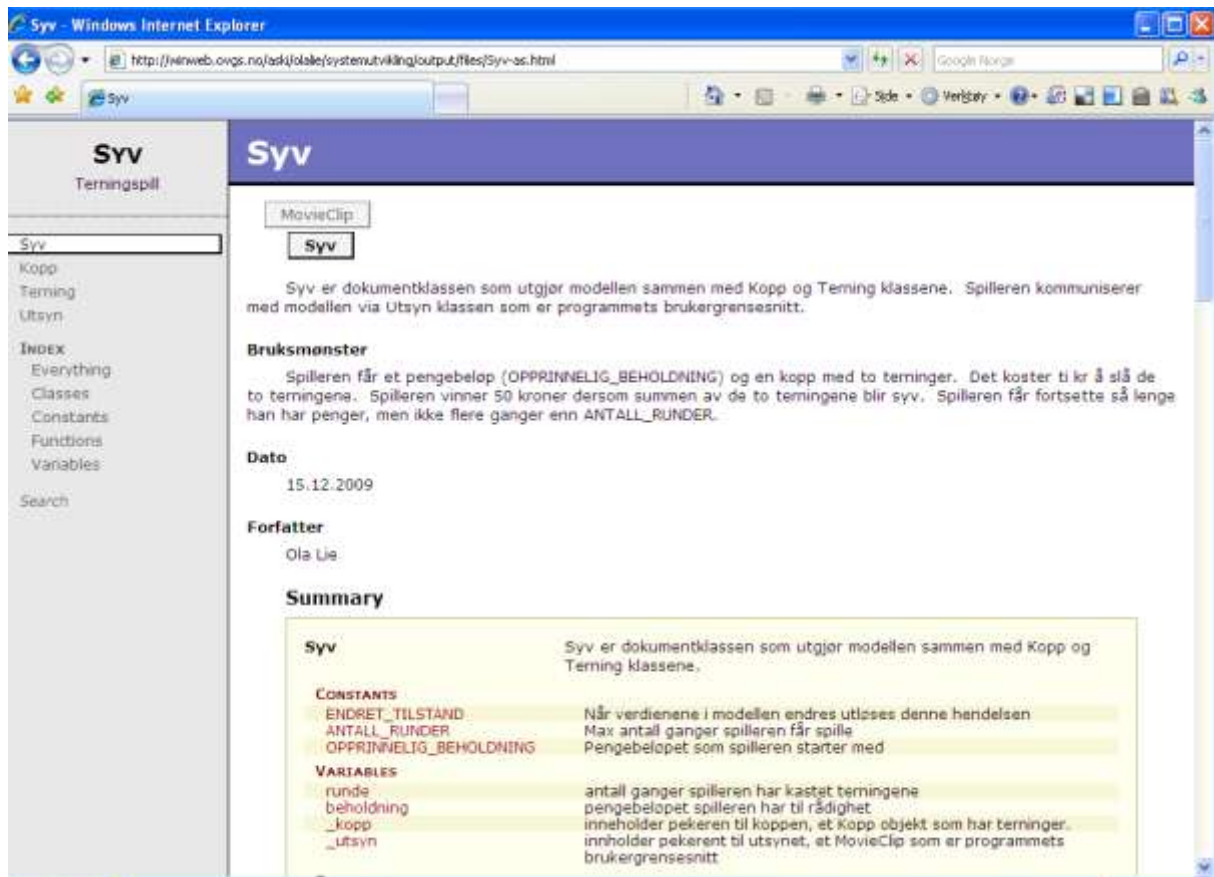 Syv - Windows Internet Explorer
http://winweb.ovgs.no/aski/olalie/systemutvikling/output/files/Syv-as.html
Google Norge
Syv
Side
Verktøy
Syv
Terningspill
Syv
Kopp
Terning
Utsyn
INDEX
Everything
Classes
Constants
Functions
Variables
Search
Syv
MovieClip
Syv
Syv er dokumentklassen som utgjør modellen sammen med Kopp og Terning klassene. Spilleren kommuniserer
med modellen via Utsyn klassen som er programmets brukergrensesnitt.
Bruksmønster
Spilleren får et pengebeløp (OPPRINNELIG_BEHOLDNING) og en kopp med to terninger. Det koster ti kr å slå de
to terningene. Spilleren vinner 50 kroner dersom summen av de to terningene blir syv. Spilleren får fortsette så lenge
han har penger, men ikke flere ganger enn ANTALL_RUNDER.
Dato
15.12.2009
Forfatter
Ola Lie
Summary
Syv Syv er dokumentklassen som utgjør modellen sammen med Kopp og
Terning klassene.
CONSTANTS
ENDRET_TILSTAND Når verdienene i modellen endres utløses denne hendelsen
ANTALL_RUNDER Max antall ganger spilleren får spille
OPPRINNELIG_BEHOLDNING Pengebeløpet som spilleren starter med
VARIABLES
runde antall ganger spilleren har kastet terningene
beholdning pengebeløpet spilleren har til rådighet
_kopp inneholder pekeren til koppen, et Kopp objekt som har terninger.
_utsyn innholder pekerent til utsynet, et MovieClip som er programmets
brukergrensesnitt